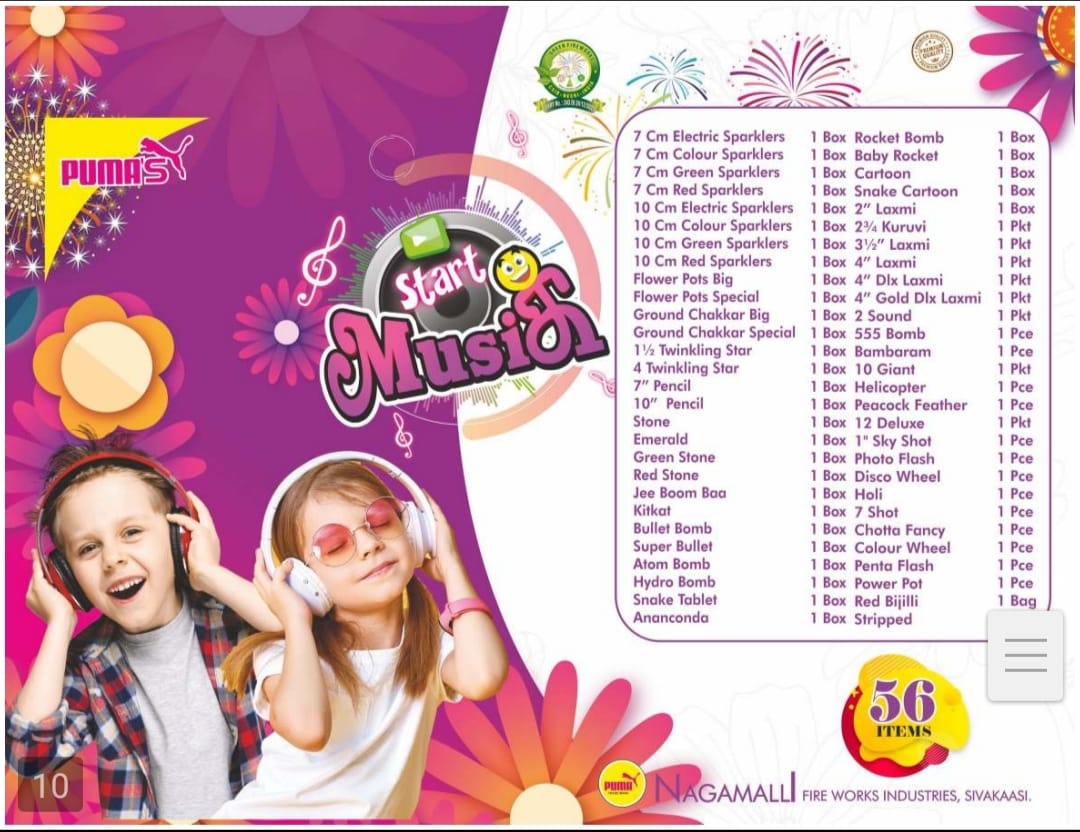 PUMA'S
Start
Musiக்
GREEN FIREWORKS
CSIR - NEERI - INDIA
PREMIUM QUALITY
7 Cm Electric Sparklers 1 Box
7 Cm Colour Sparklers 1 Box
7 Cm Green Sparklers 1 Box
7 Cm Red Sparklers 1 Box
10 Cm Electric Sparklers 1 Box
10 Cm Colour Sparklers 1 Box
10 Cm Green Sparklers 1 Box
10 Cm Red Sparklers 1 Box
Flower Pots Big 1 Box
Flower Pots Special 1 Box
Ground Chakkar Big 1 Box
Ground Chakkar Special 1 Box
1½ Twinkling Star 1 Box
4 Twinkling Star 1 Box
7” Pencil 1 Box
10” Pencil 1 Box
Stone 1 Box
Emerald 1 Box
Green Stone 1 Box
Red Stone 1 Box
Jee Boom Baa 1 Box
Kitkat 1 Box
Bullet Bomb 1 Box
Super Bullet 1 Box
Atom Bomb 1 Box
Hydro Bomb 1 Box
Snake Tablet 1 Box
Ananconda 1 Box
Rocket Bomb 1 Box
Baby Rocket 1 Box
Cartoon 1 Box
Snake Cartoon 1 Box
2” Laxmi 1 Box
2¾ Kuruvi 1 Pkt
3½” Laxmi 1 Pkt
4” Laxmi 1 Pkt
4” Dlx Laxmi 1 Pkt
4” Gold Dlx Laxmi 1 Pkt
2 Sound 1 Pkt
555 Bomb 1 Pce
Bambaram 1 Pce
10 Giant 1 Pkt
Helicopter 1 Pce
Peacock Feather 1 Pce
12 Deluxe 1 Pkt
1" Sky Shot 1 Pce
Photo Flash 1 Pce
Disco Wheel 1 Pce
Holi 1 Pce
7 Shot 1 Pce
Chotta Fancy 1 Pce
Colour Wheel 1 Pce
Penta Flash 1 Pce
Power Pot 1 Pce
Red Bijilli 1 Bag
Stripped
56
ITEMS
10
PUMA
NAGAMALLI FIRE WORKS INDUSTRIES, SIVAKAASI.